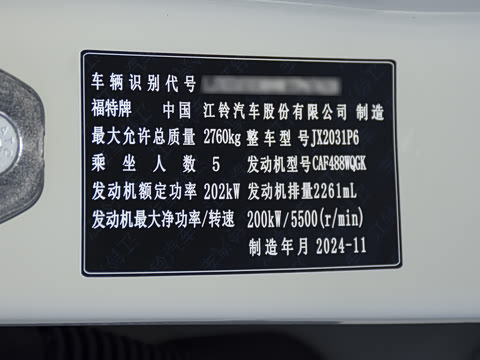 车辆识别代号
福特牌 中国 江铃汽车股份有限公司 制造
最大允许总质量 2760kg 整车型号JX2031P6
乘坐人数 5 发动机型号CAF488WQGK
发动机额定功率 202kW 发动机排量2261mL
发动机最大净功率/转速 200kW/5500(r/min)
制造年月 2024-11